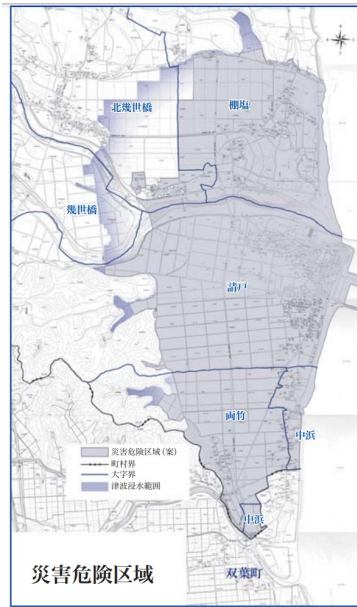 北幾世橋
棚塩
幾世橋
請戸
両竹
中浜
災害危険区域(案)
町村界
大字界
津波浸水範囲
中浜
災害危険区域
双葉町